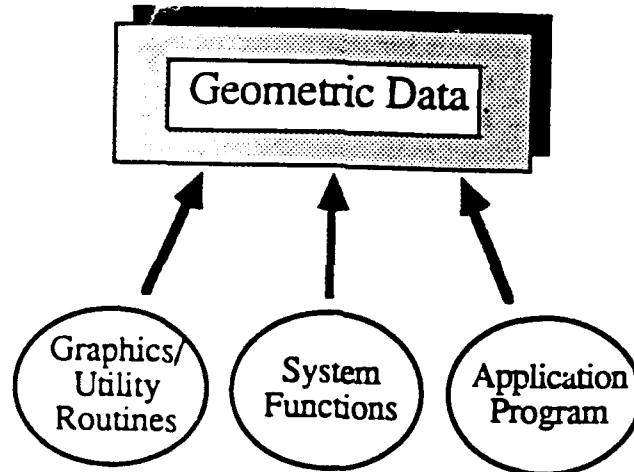 Geometric Data
Graphics/
Utility
Routines
System
Functions
Application
Program